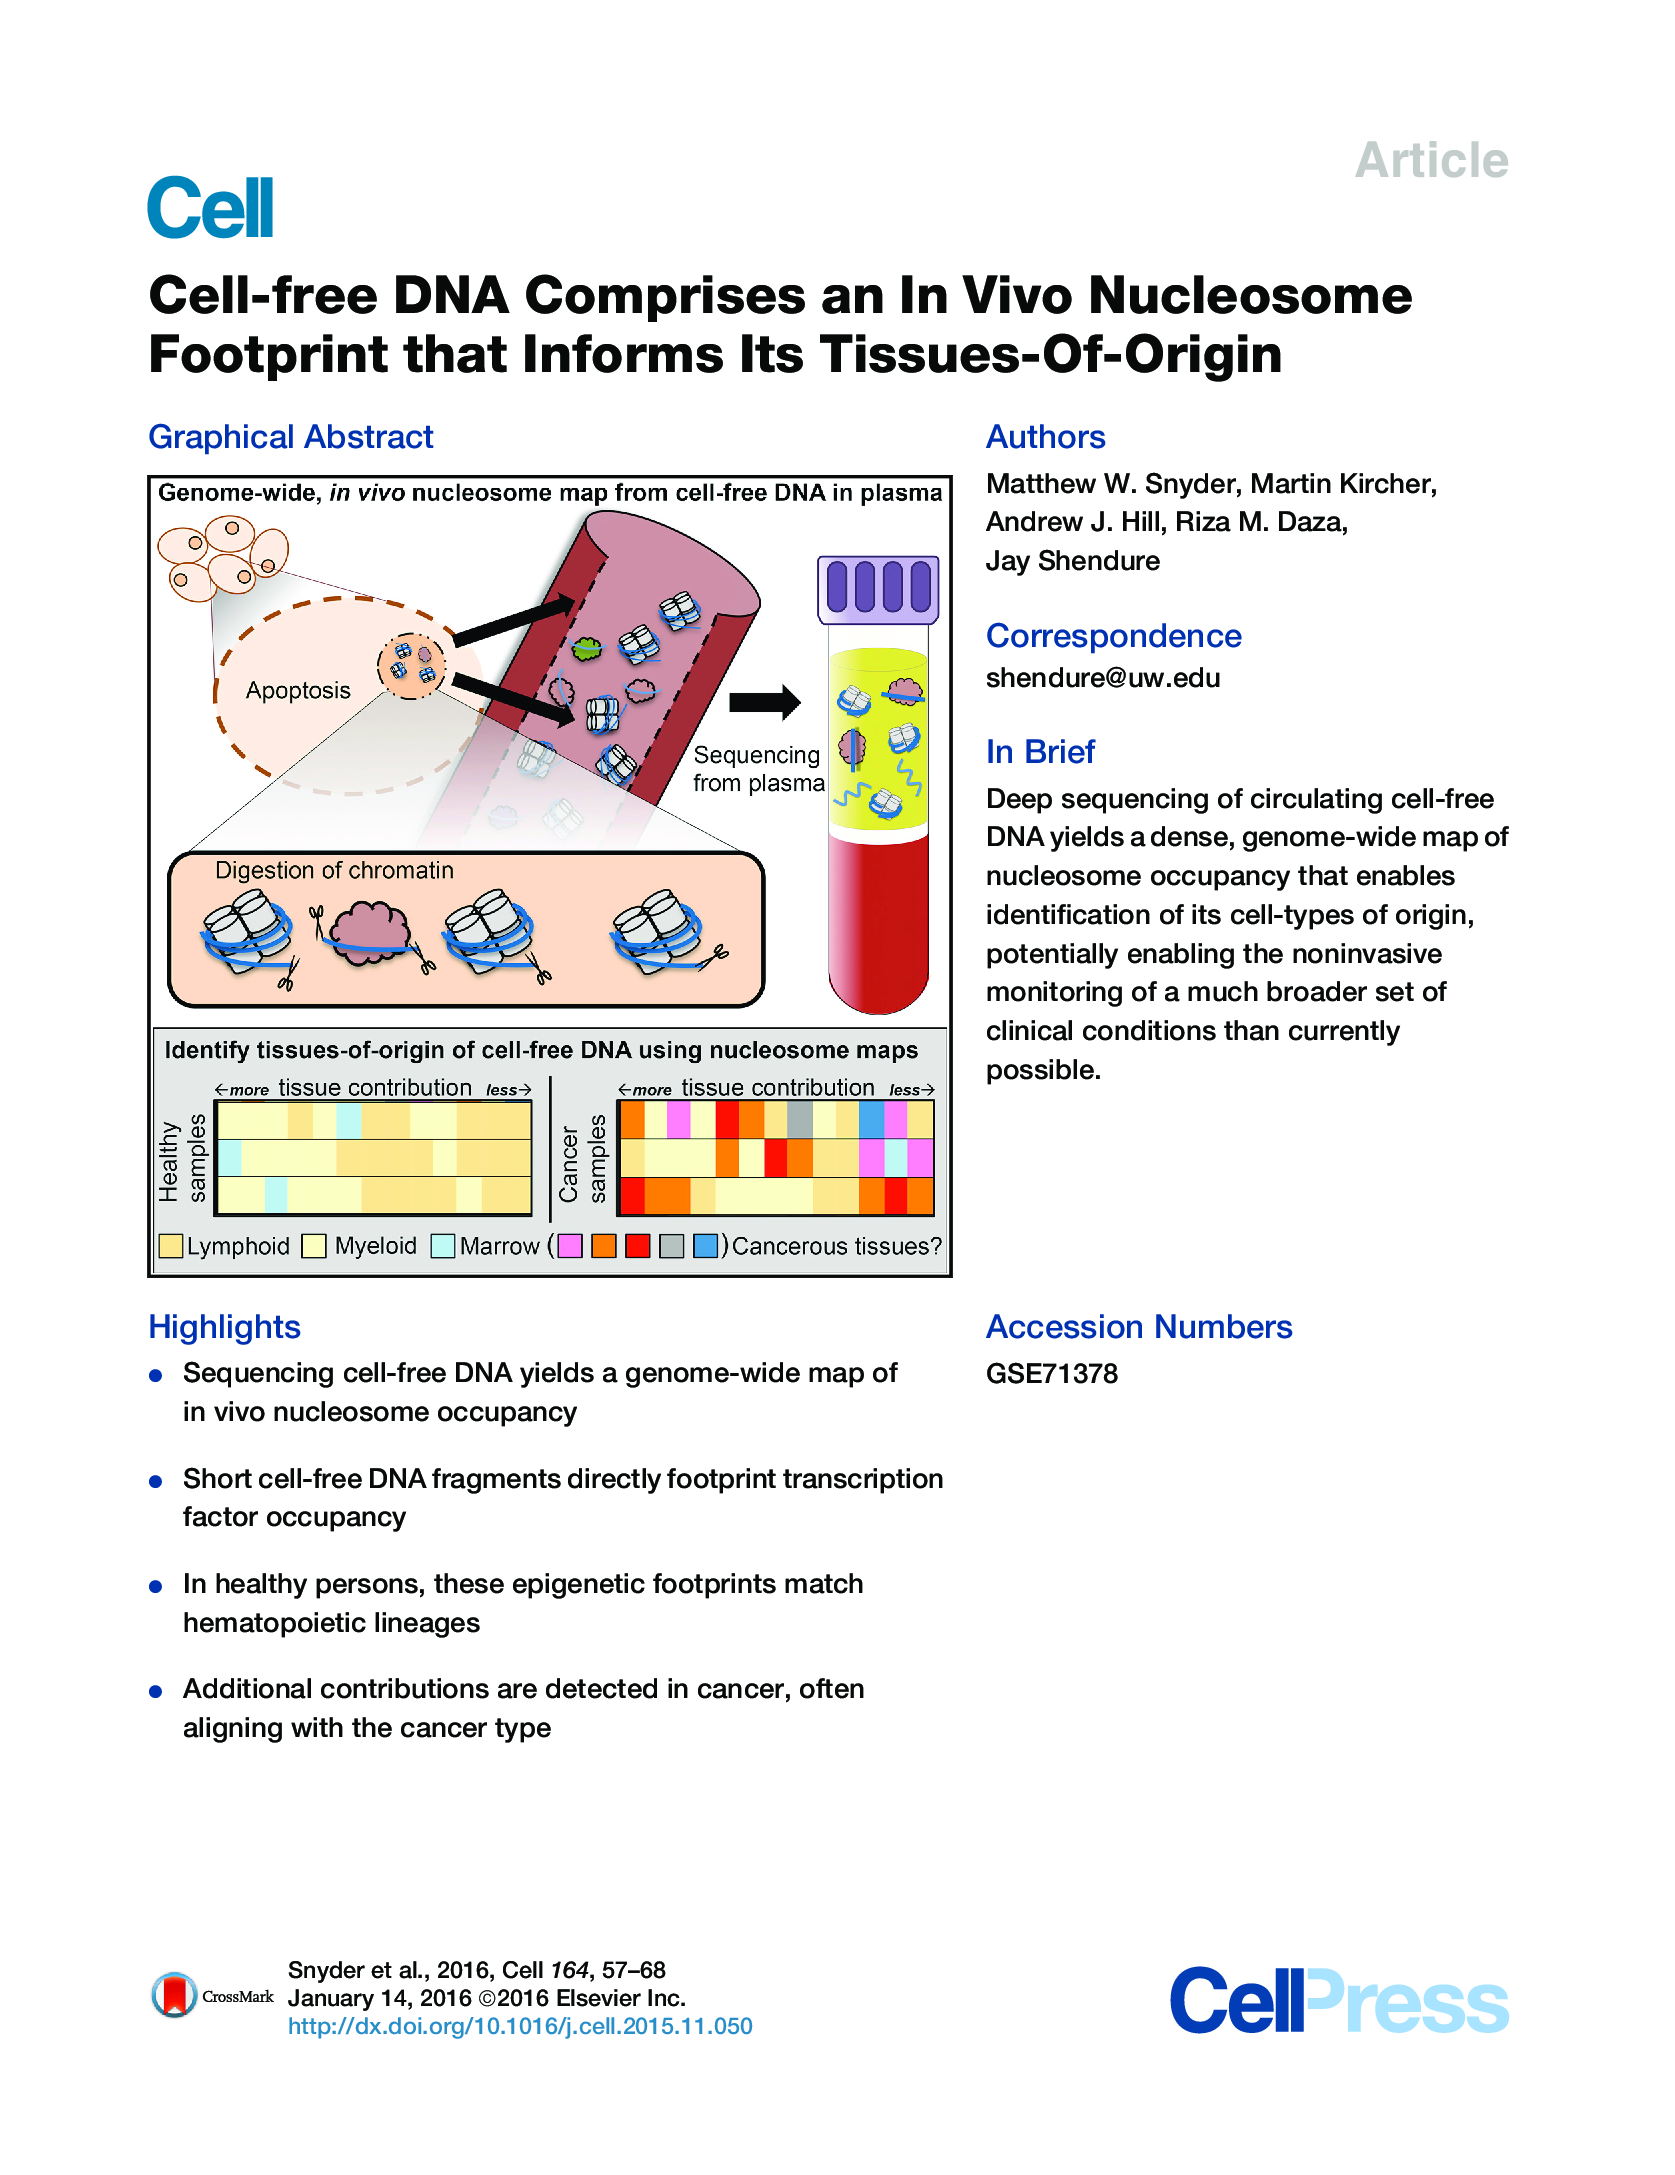 Article
Cell
Cell-free DNA Comprises an In Vivo Nucleosome
Footprint that Informs Its Tissues-Of-Origin
Graphical Abstract
Genome-wide, in vivo nucleosome map from cell-free DNA in plasma
Apoptosis
Sequencing
from plasma
Digestion of chromatin
Identify tissues-of-origin of cell-free DNA using nucleosome maps
←more tissue contribution less→
Healthy
samples
←more tissue contribution less→
Cancer
samples
Lymphoid Myeloid Marrow ( ) Cancerous tissues?
Authors
Matthew W. Snyder, Martin Kircher,
Andrew J. Hill, Riza M. Daza,
Jay Shendure
Correspondence
shendure@uw.edu
In Brief
Deep sequencing of circulating cell-free
DNA yields a dense, genome-wide map of
nucleosome occupancy that enables
identification of its cell-types of origin,
potentially enabling the noninvasive
monitoring of a much broader set of
clinical conditions than currently
possible.
Highlights
● Sequencing cell-free DNA yields a genome-wide map of
in vivo nucleosome occupancy
● Short cell-free DNA fragments directly footprint transcription
factor occupancy
● In healthy persons, these epigenetic footprints match
hematopoietic lineages
● Additional contributions are detected in cancer, often
aligning with the cancer type
Accession Numbers
GSE71378
CrossMark
Snyder et al., 2016, Cell 164, 57–68
January 14, 2016 ©2016 Elsevier Inc.
http://dx.doi.org/10.1016/j.cell.2015.11.050
CellPress